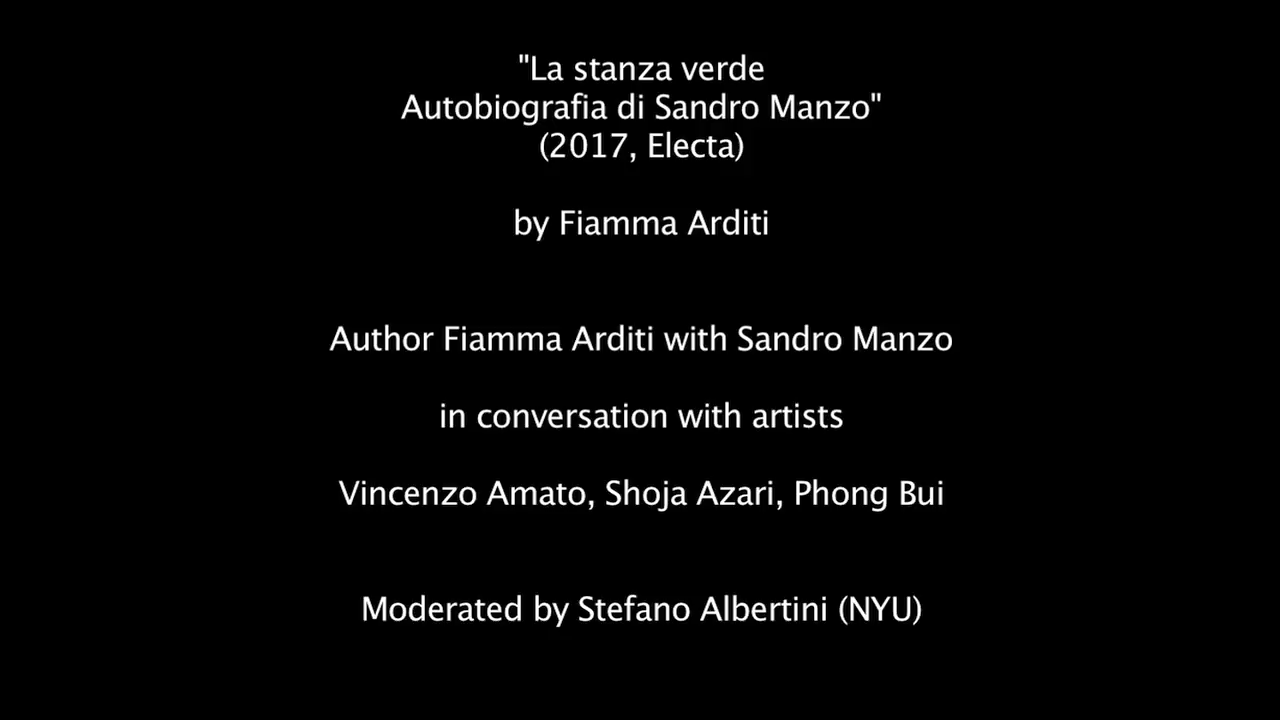 "La stanza verde
Autobiografia di Sandro Manzo"
(2017, Electa)
by Fiamma Arditi
Author Fiamma Arditi with Sandro Manzo
in conversation with artists
Vincenzo Amato, Shoja Azari, Phong Bui
Moderated by Stefano Albertini (NYU)